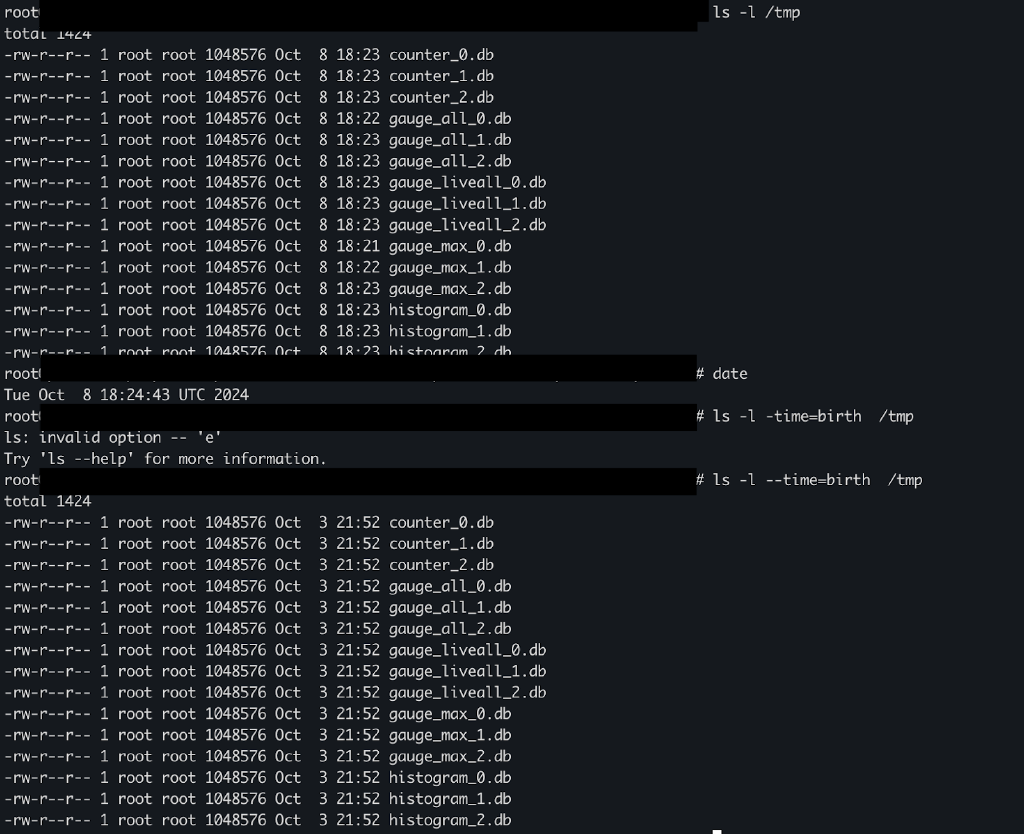 root ls -l /tmp
total 1424
-rw-r--r-- 1 root root 1048576 Oct  8 18:23 counter_0.db
-rw-r--r-- 1 root root 1048576 Oct  8 18:23 counter_1.db
-rw-r--r-- 1 root root 1048576 Oct  8 18:23 counter_2.db
-rw-r--r-- 1 root root 1048576 Oct  8 18:22 gauge_all_0.db
-rw-r--r-- 1 root root 1048576 Oct  8 18:23 gauge_all_1.db
-rw-r--r-- 1 root root 1048576 Oct  8 18:23 gauge_all_2.db
-rw-r--r-- 1 root root 1048576 Oct  8 18:23 gauge_liveall_0.db
-rw-r--r-- 1 root root 1048576 Oct  8 18:23 gauge_liveall_1.db
-rw-r--r-- 1 root root 1048576 Oct  8 18:23 gauge_liveall_2.db
-rw-r--r-- 1 root root 1048576 Oct  8 18:21 gauge_max_0.db
-rw-r--r-- 1 root root 1048576 Oct  8 18:22 gauge_max_1.db
-rw-r--r-- 1 root root 1048576 Oct  8 18:23 gauge_max_2.db
-rw-r--r-- 1 root root 1048576 Oct  8 18:23 histogram_0.db
-rw-r--r-- 1 root root 1048576 Oct  8 18:23 histogram_1.db
-rw-r--r-- 1 root root 1048576 Oct  8 18:23 histogram_2.db
root # date
Tue Oct  8 18:24:43 UTC 2024
root # ls -l -time=birth  /tmp
ls: invalid option -- 'e'
Try 'ls --help' for more information.
root # ls -l --time=birth  /tmp
total 1424
-rw-r--r-- 1 root root 1048576 Oct  3 21:52 counter_0.db
-rw-r--r-- 1 root root 1048576 Oct  3 21:52 counter_1.db
-rw-r--r-- 1 root root 1048576 Oct  3 21:52 counter_2.db
-rw-r--r-- 1 root root 1048576 Oct  3 21:52 gauge_all_0.db
-rw-r--r-- 1 root root 1048576 Oct  3 21:52 gauge_all_1.db
-rw-r--r-- 1 root root 1048576 Oct  3 21:52 gauge_all_2.db
-rw-r--r-- 1 root root 1048576 Oct  3 21:52 gauge_liveall_0.db
-rw-r--r-- 1 root root 1048576 Oct  3 21:52 gauge_liveall_1.db
-rw-r--r-- 1 root root 1048576 Oct  3 21:52 gauge_liveall_2.db
-rw-r--r-- 1 root root 1048576 Oct  3 21:52 gauge_max_0.db
-rw-r--r-- 1 root root 1048576 Oct  3 21:52 gauge_max_1.db
-rw-r--r-- 1 root root 1048576 Oct  3 21:52 gauge_max_2.db
-rw-r--r-- 1 root root 1048576 Oct  3 21:52 histogram_0.db
-rw-r--r-- 1 root root 1048576 Oct  3 21:52 histogram_1.db
-rw-r--r-- 1 root root 1048576 Oct  3 21:52 histogram_2.db